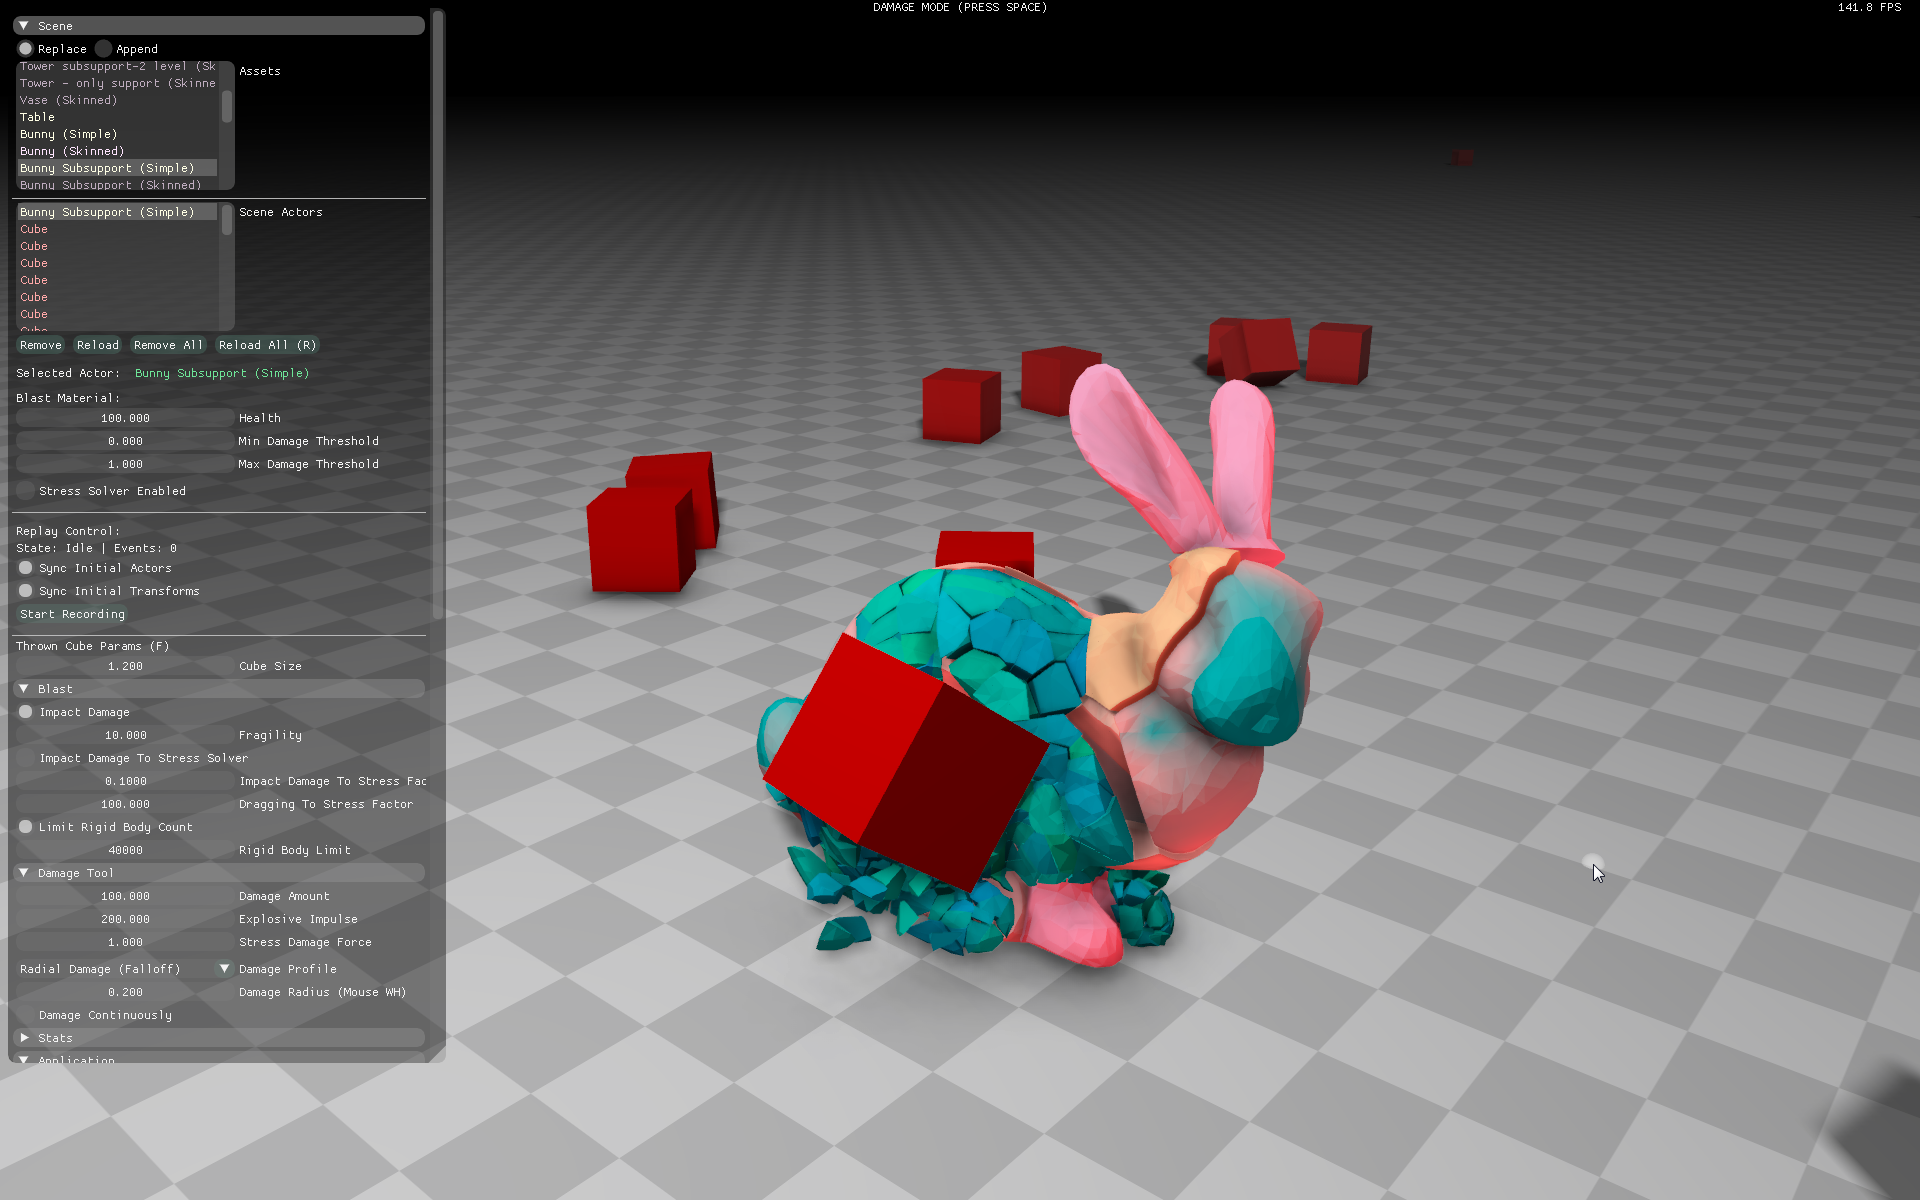 DAMAGE MODE (PRESS SPACE)
141.8 FPS
Scene
Replace Append
Tower subsupport-2 level (Sk
Assets
Tower - only support (Skinne
Vase (Skinned)
Table
Bunny (Simple)
Bunny (Skinned)
Bunny Subsupport (Simple)
Bunny Subsupport (Skinned)
Bunny Subsupport (Simple)
Scene Actors
Cube
Cube
Cube
Cube
Cube
Cube
Cube
Remove Reload Remove All Reload All (R)
Selected Actor: Bunny Subsupport (Simple)
Blast Material:
100.000 Health
0.000 Min Damage Threshold
1.000 Max Damage Threshold
Stress Solver Enabled
Replay Control:
State: Idle | Events: 0
Sync Initial Actors
Sync Initial Transforms
Start Recording
Thrown Cube Params (F)
1.200 Cube Size
Blast
Impact Damage
10.000 Fragility
Impact Damage To Stress Solver
0.1000 Impact Damage To Stress Fac
100.000 Dragging To Stress Factor
Limit Rigid Body Count
40000 Rigid Body Limit
Damage Tool
100.000 Damage Amount
200.000 Explosive Impulse
1.000 Stress Damage Force
Radial Damage (Falloff) Damage Profile
0.200 Damage Radius (Mouse WH)
Damage Continuously
Stats
Application